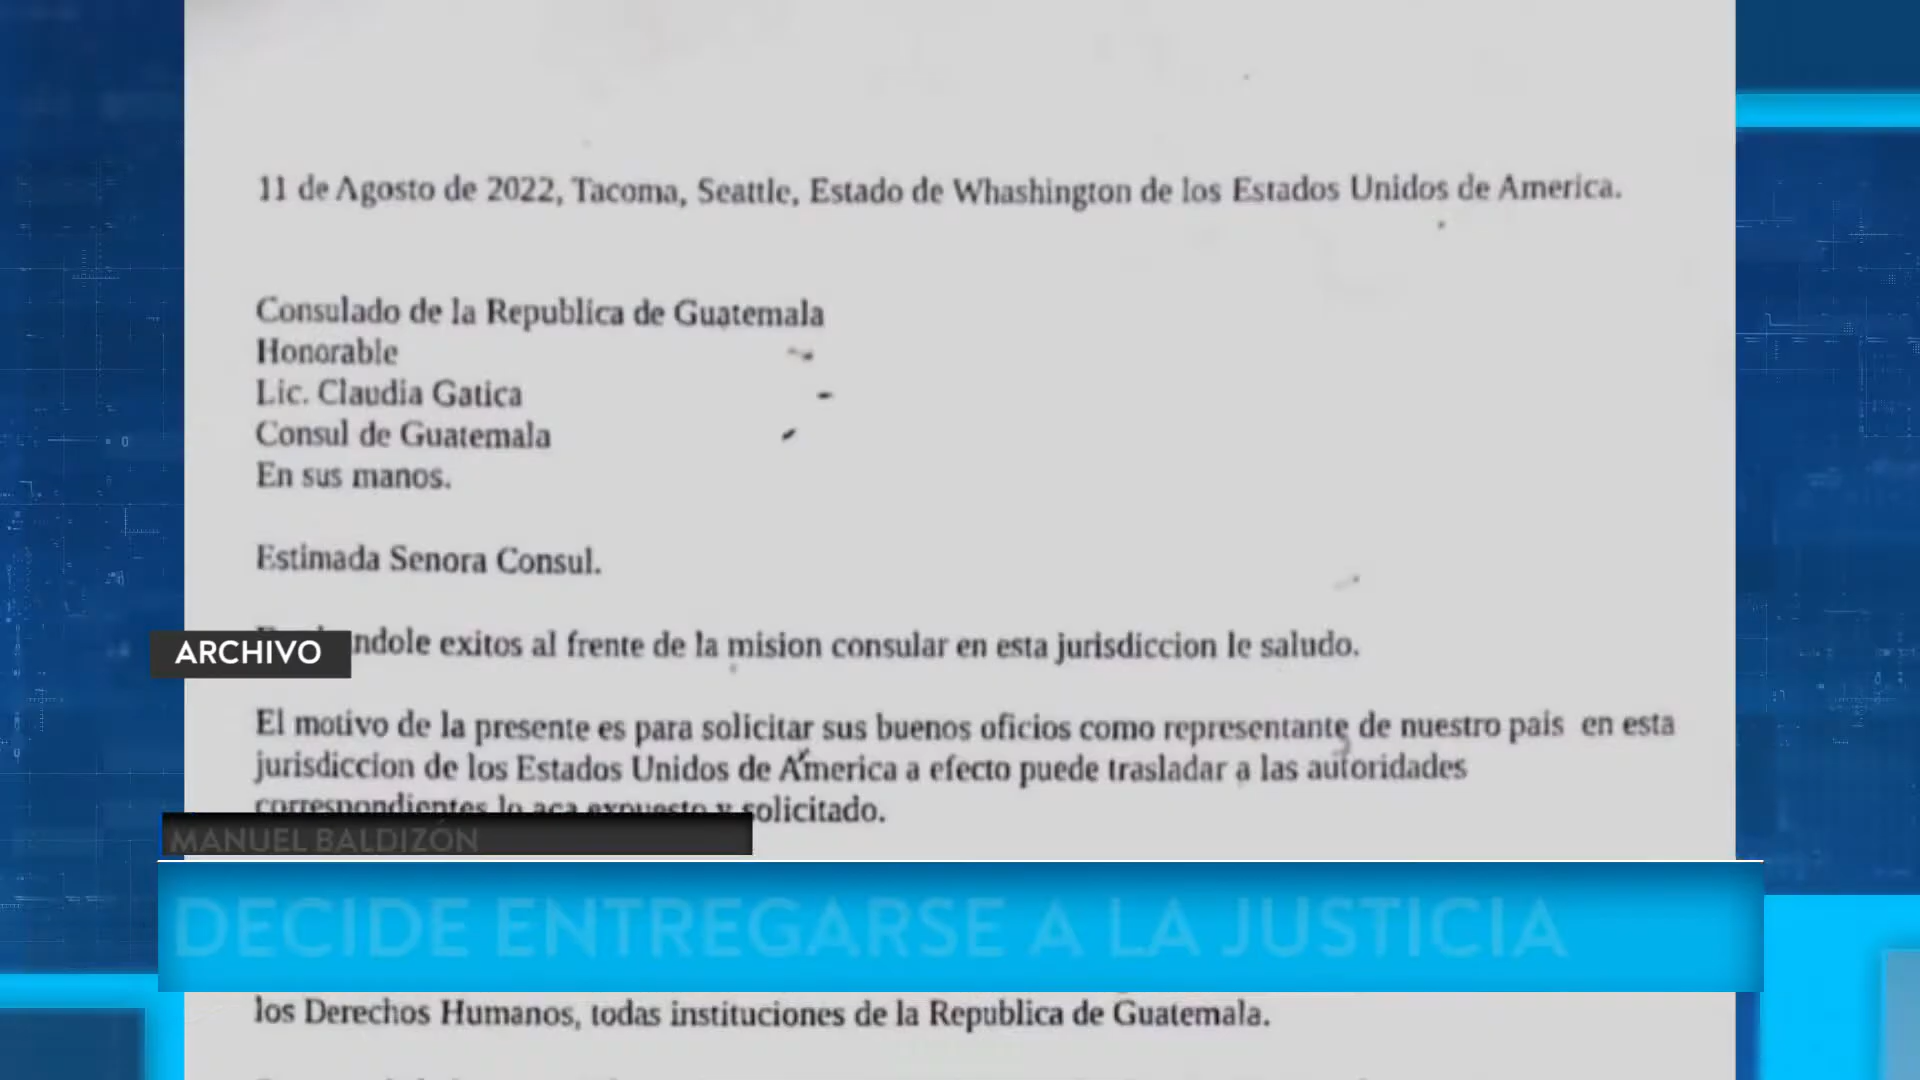 11 de Agosto de 2022, Tacoma, Seattle, Estado de Whashington de los Estados Unidos de America.
Consulado de la Republica de Guatemala
Honorable
Lic. Claudia Gatica
Consul de Guatemala
En sus manos.
Estimada Senora Consul.
exitos al frente de la mision consular en esta jurisdiccion le saludo.
ARCHIVO
El motivo de la presente es para solicitar sus buenos oficios como representante de nuestro pais en esta
jurisdiccion de los Estados Unidos de America a efecto puede trasladar a las autoridades
correspondientes lo aca expuesto y solicitado.
MANUEL BALDIZÓN
DECIDE ENTREGARSE A LA JUSTICIA
los Derechos Humanos, todas instituciones de la Republica de Guatemala.